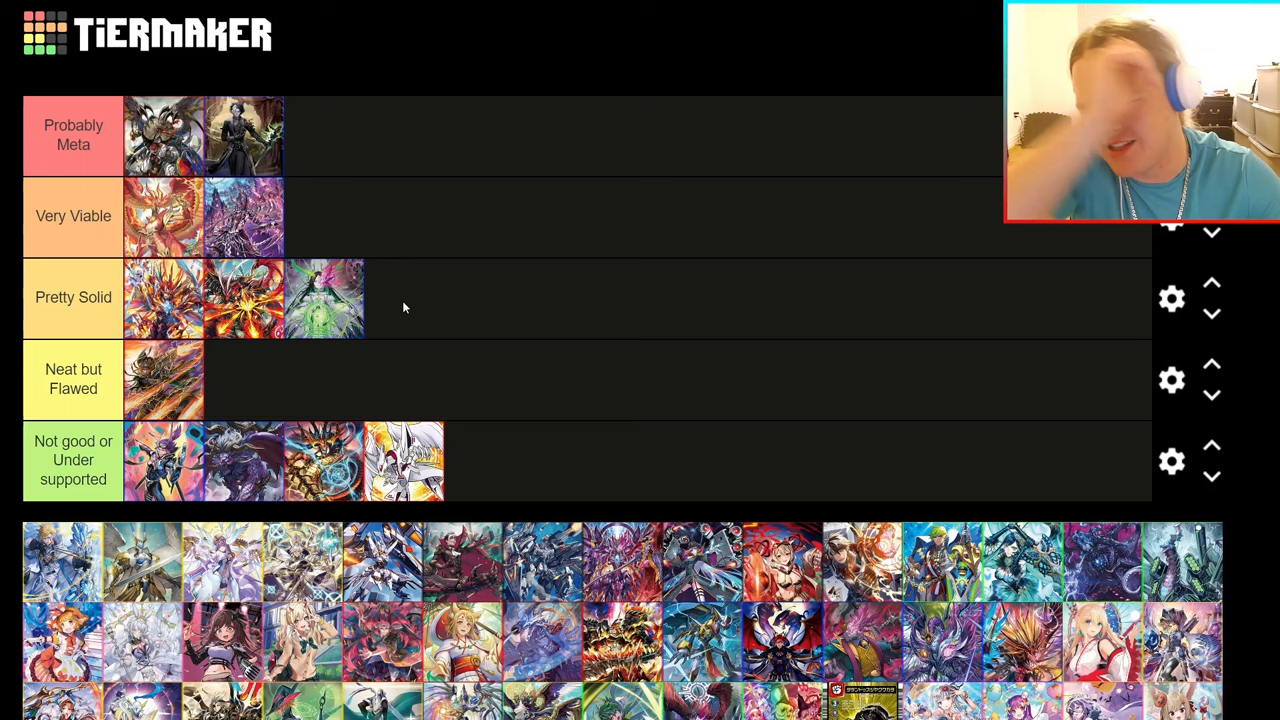 TiERMAKER
Probably
Meta
Very Viable
Pretty Solid
Neat but
Flawed
Not good or
Under
supported